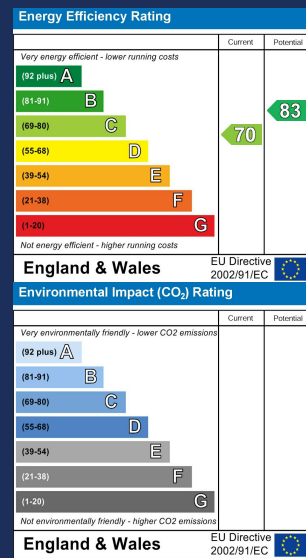 Energy Efficiency Rating
Current Potential
Very energy efficient - lower running costs
(92 plus) A
(81-91) B
(69-80) C
(55-68) D
(39-54) E
(21-38) F
(1-20) G
70
83
Not energy efficient - higher running costs
England & Wales
EU Directive
2002/91/EC
Environmental Impact (CO₂) Rating
Current Potential
Very environmentally friendly - lower CO2 emissions
(92 plus) A
(81-91) B
(69-80) C
(55-68) D
(39-54) E
(21-38) F
(1-20) G
Not environmentally friendly - higher CO2 emissions
England & Wales
EU Directive
2002/91/EC